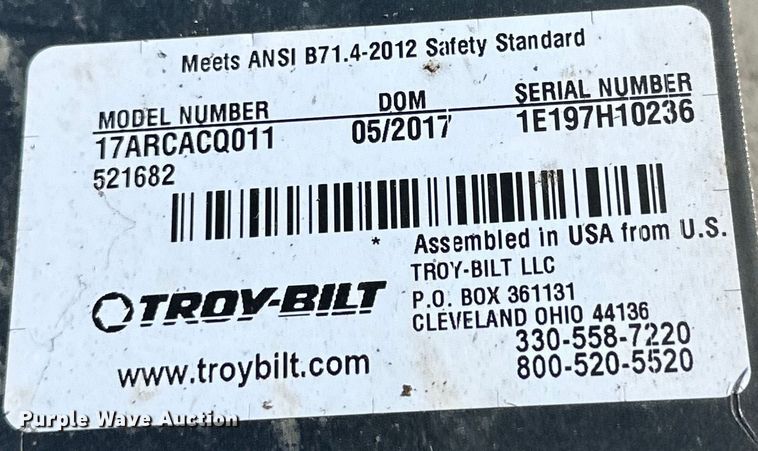 Meets ANSI B71.4-2012 Safety Standard
MODEL NUMBER DOM SERIAL NUMBER
17ARCACQ011 05/2017 1E197H10236
521682
* Assembled in USA from U.S.
TROY-BILT LLC
TROY-BILT
P.O. BOX 361131
CLEVELAND OHIO 44136
330-558-7220
www.troybilt.com 800-520-5520
Purple Wave Auction